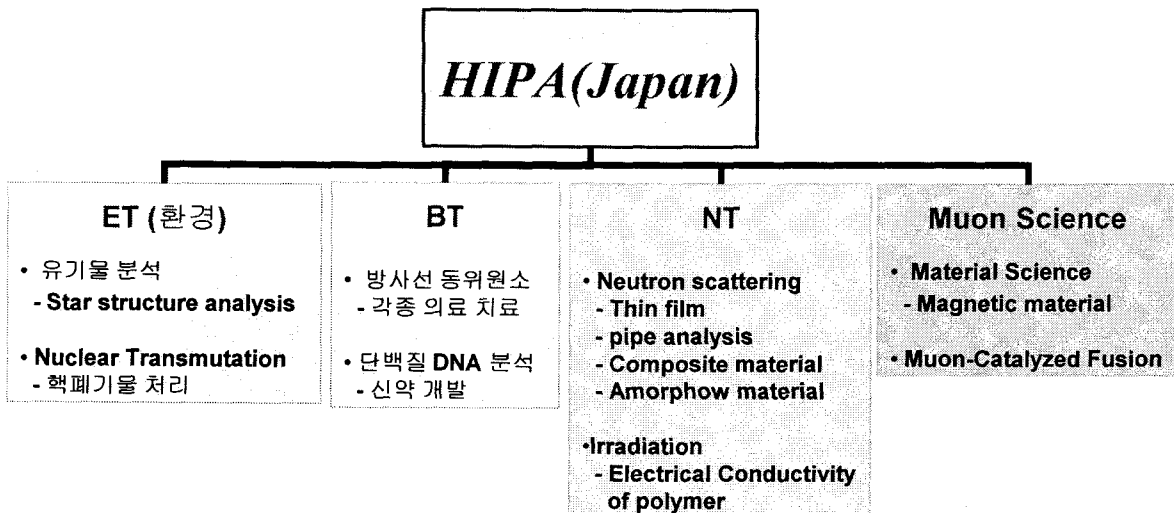 HIPA(Japan)
ET (환경)
• 유기물 분석
- Star structure analysis
• Nuclear Transmutation
- 핵폐기물 처리
BT
• 방사선 동위원소
- 각종 의료 치료
• 단백질 DNA 분석
- 신약 개발
NT
• Neutron scattering
- Thin film
- pipe analysis
- Composite material
- Amorphow material
•Irradiation
- Electrical Conductivity
of polymer
Muon Science
• Material Science
- Magnetic material
• Muon-Catalyzed Fusion